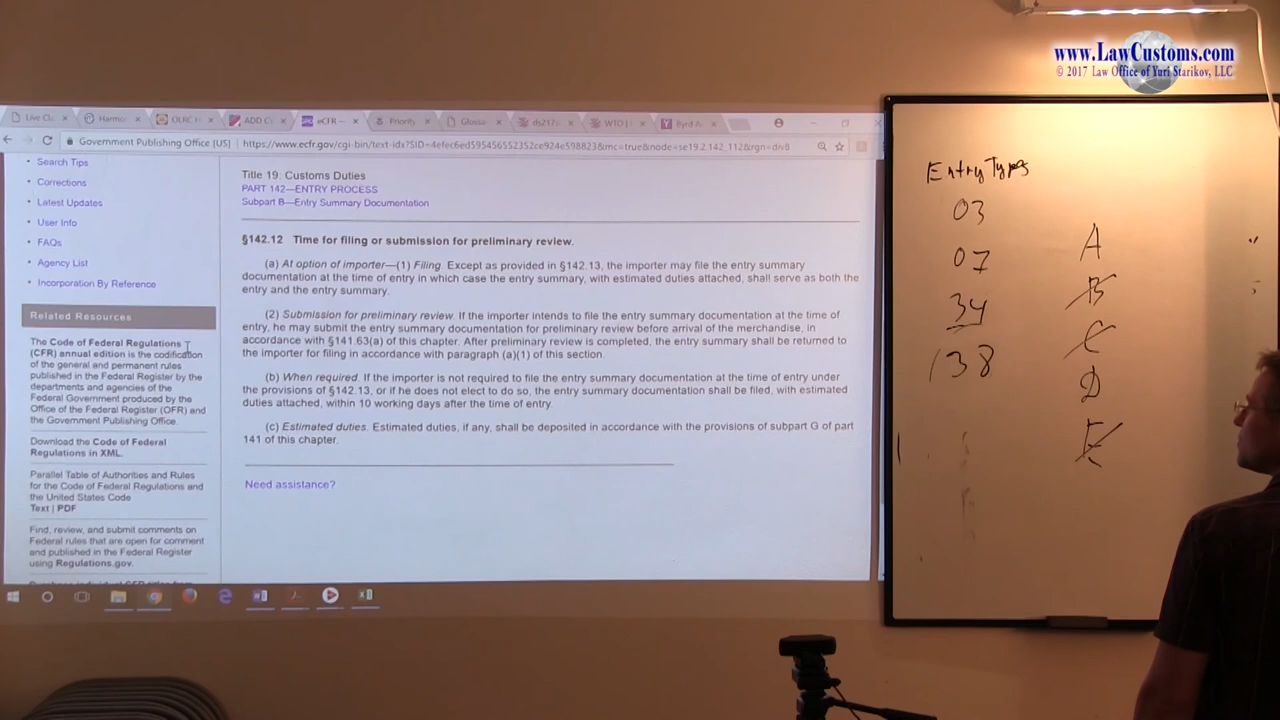 www.LawCustoms.com
© 2017 Law Office of Yuri Starikov, LLC
Live Cl
Harmo
OLRC H
ADD C
eCFR —
Priority
Glossa
ds217
WTO |
Byrd A
Government Publishing Office [US]
Search Tips
Corrections
Latest Updates
User Info
FAQs
Agency List
Incorporation By Reference
Related Resources
The Code of Federal Regulations
(CFR) annual edition is the codification
of the general and permanent rules
published in the Federal Register by the
departments and agencies of the
Federal Government produced by the
Office of the Federal Register (OFR) and
the Government Publishing Office.
Download the Code of Federal
Regulations in XML.
Parallel Table of Authorities and Rules
for the Code of Federal Regulations and
the United States Code
Text | PDF
Find, review, and submit comments on
Federal rules that are open for comment
and published in the Federal Register
using Regulations.gov.
Title 19: Customs Duties
PART 142—ENTRY PROCESS
Subpart B—Entry Summary Documentation
§142.12 Time for filing or submission for preliminary review.
(a) At option of importer—(1) Filing. Except as provided in §142.13, the importer may file the entry summary
documentation at the time of entry in which case the entry summary, with estimated duties attached, shall serve as both the
entry and the entry summary.
(2) Submission for preliminary review. If the importer intends to file the entry summary documentation at the time of
entry, he may submit the entry summary documentation for preliminary review before arrival of the merchandise, in
accordance with §141.63(a) of this chapter. After preliminary review is completed, the entry summary shall be returned to
the importer for filing in accordance with paragraph (a)(1) of this section.
(b) When required. If the importer is not required to file the entry summary documentation at the time of entry under
the provisions of §142.13, or if he does not elect to do so, the entry summary documentation shall be filed, with estimated
duties attached, within 10 working days after the time of entry.
(c) Estimated duties. Estimated duties, if any, shall be deposited in accordance with the provisions of subpart G of part
141 of this chapter.
Need assistance?
Entry Types
03
07
34
38
A
B
C
D
E